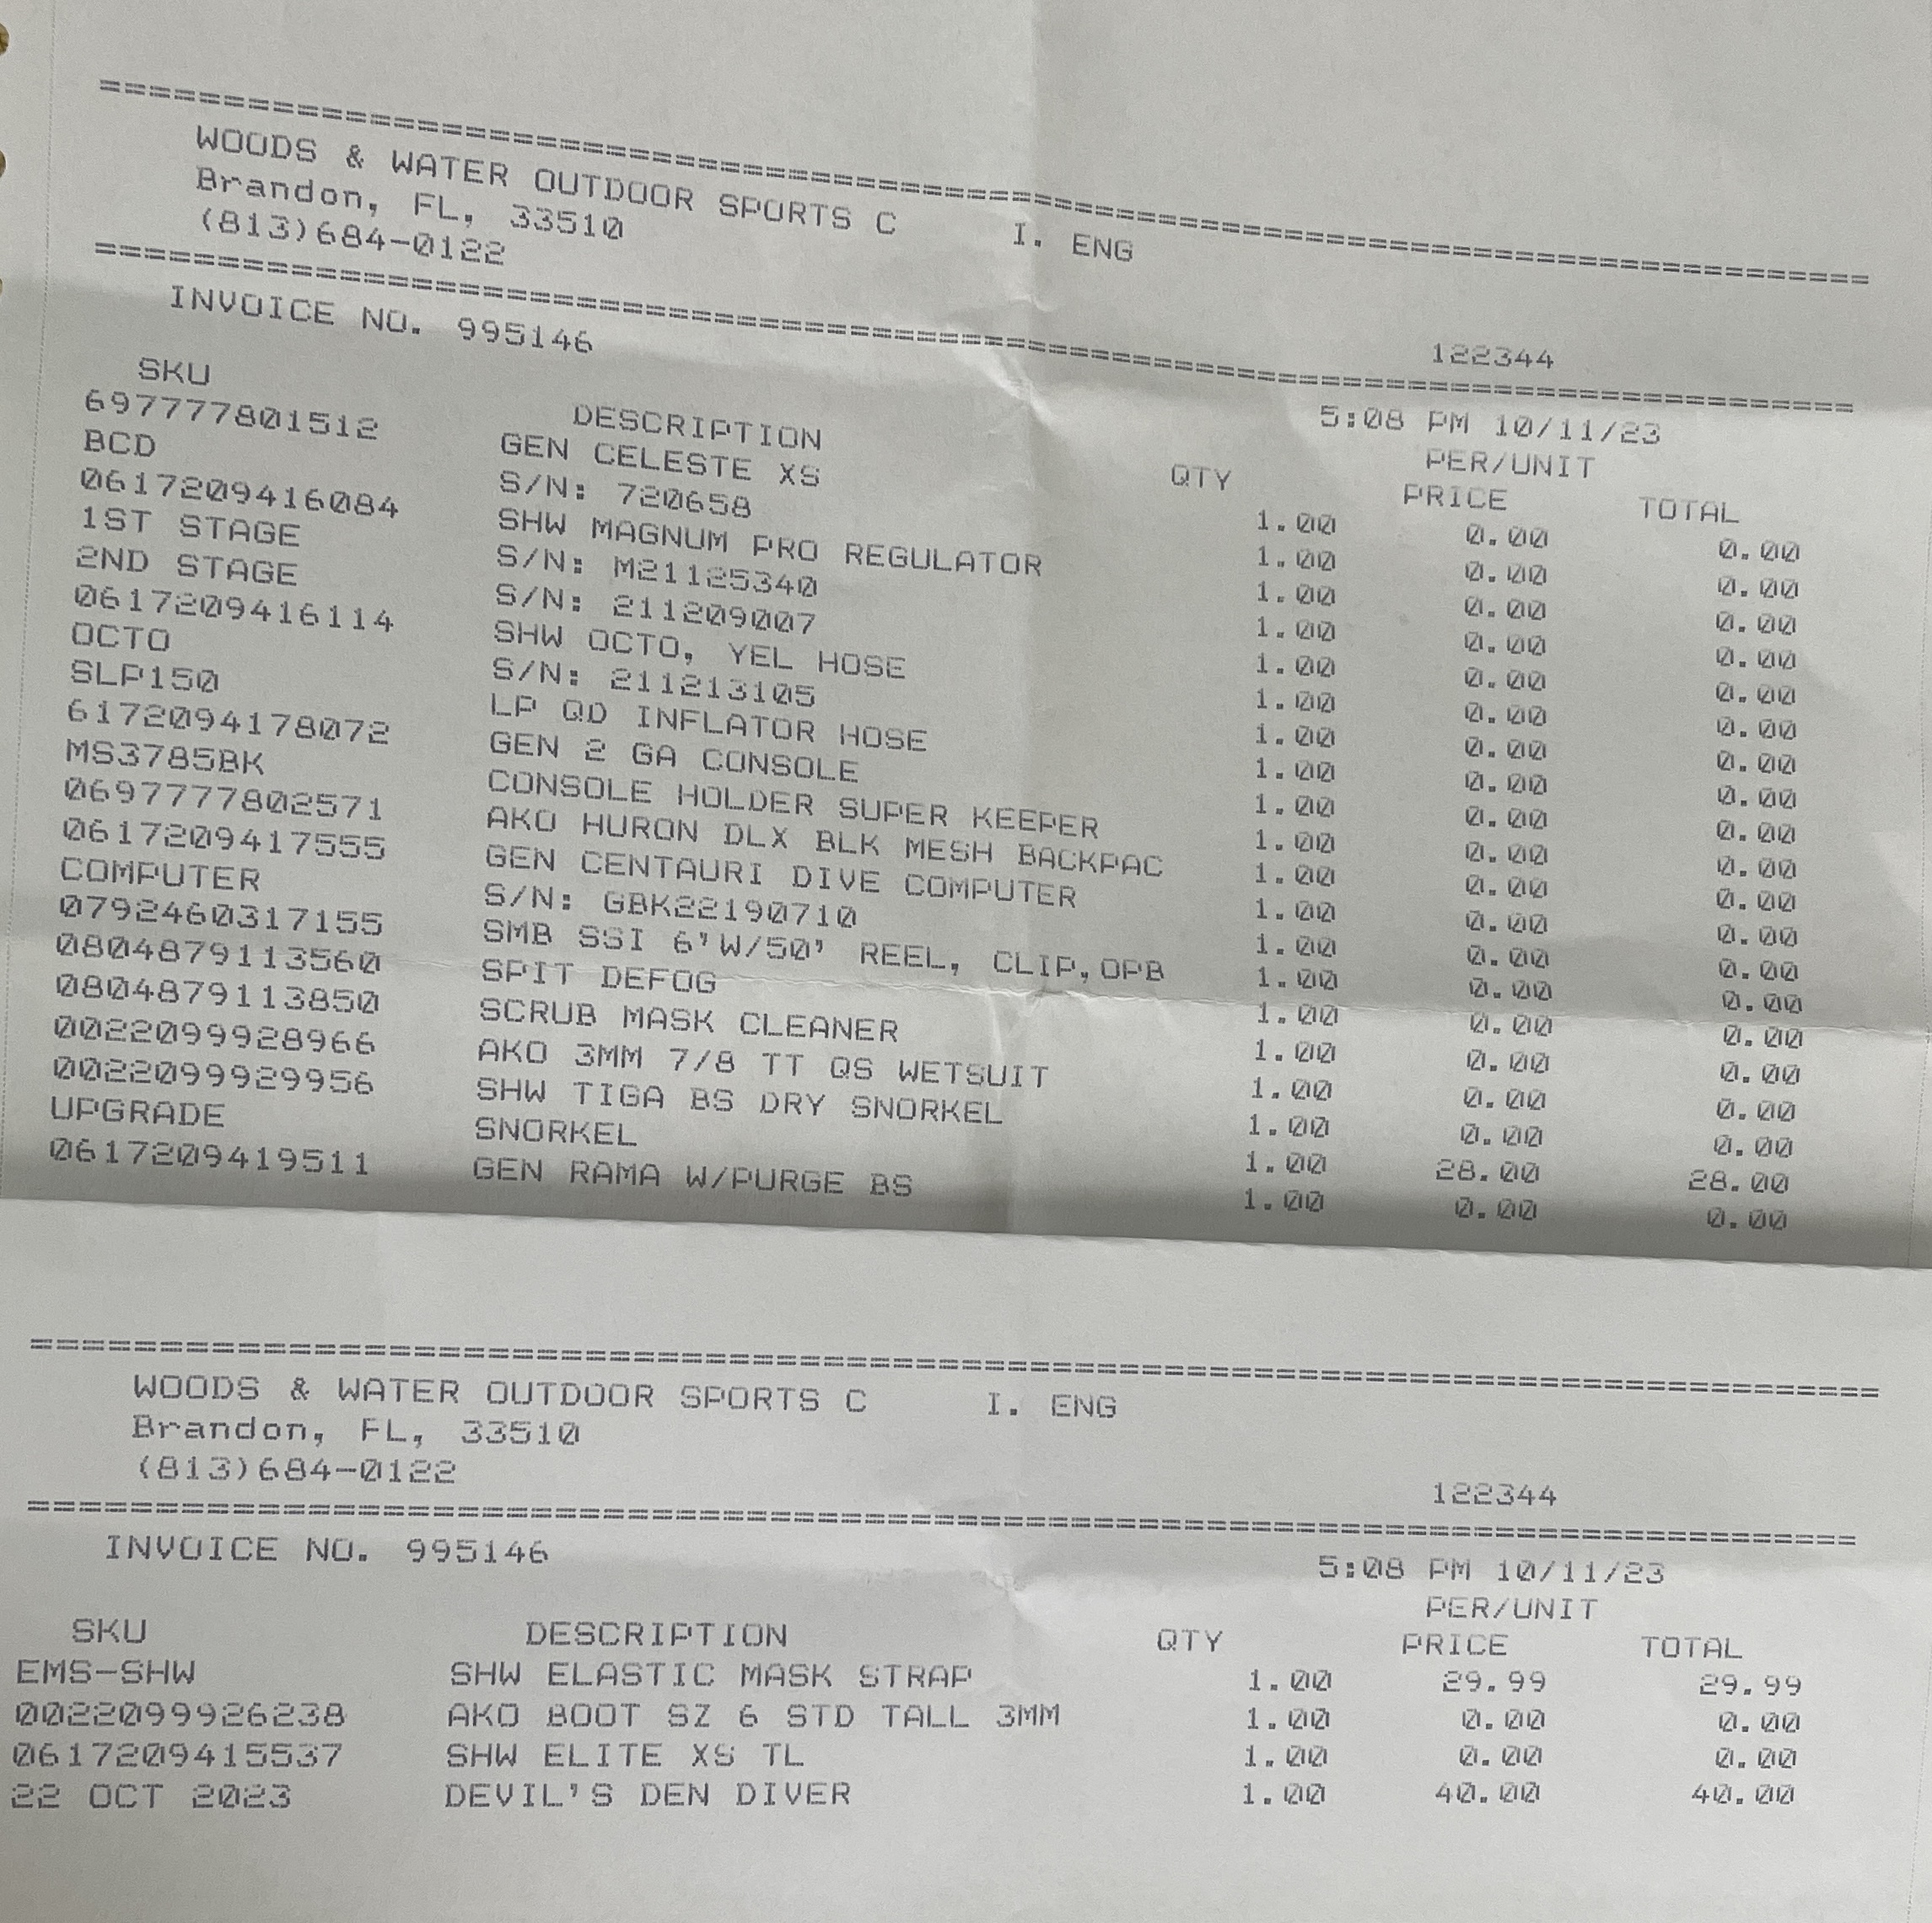 ================================================================
WOODS & WATER OUTDOOR SPORTS C I. ENG
Brandon, FL, 33510
(813)684-0122 122344
================================================================
INVOICE NO. 995146 5:08 PM 10/11/23
PER/UNIT
SKU DESCRIPTION QTY PRICE TOTAL
697777801512 GEN CELESTE XS 1.00 0.00 0.00
BCD S/N: 720658 1.00 0.00 0.00
0617209416084 SHW MAGNUM PRO REGULATOR 1.00 0.00 0.00
1ST STAGE S/N: M21125340 1.00 0.00 0.00
2ND STAGE S/N: 211209007 1.00 0.00 0.00
0617209416114 SHW OCTO, YEL HOSE 1.00 0.00 0.00
OCTO S/N: 211213105 1.00 0.00 0.00
SLP150 LP QD INFLATOR HOSE 1.00 0.00 0.00
6172094178072 GEN 2 GA CONSOLE 1.00 0.00 0.00
MS3785BK CONSOLE HOLDER SUPER KEEPER 1.00 0.00 0.00
0697777802571 AKO HURON DLX BLK MESH BACKPAC 1.00 0.00 0.00
0617209417555 GEN CENTAURI DIVE COMPUTER 1.00 0.00 0.00
COMPUTER S/N: GBK22190710 1.00 0.00 0.00
0792460317155 SMB SSI 6'W/50' REEL, CLIP,OPB 1.00 0.00 0.00
0804879113560 SPIT DEFOG 1.00 0.00 0.00
0804879113850 SCRUB MASK CLEANER 1.00 0.00 0.00
0022099928966 AKO 3MM 7/8 TT QS WETSUIT 1.00 0.00 0.00
0022099929956 SHW TIGA BS DRY SNORKEL 1.00 0.00 0.00
UPGRADE SNORKEL 1.00 28.00 28.00
0617209419511 GEN RAMA W/PURGE BS 1.00 0.00 0.00
================================================================
WOODS & WATER OUTDOOR SPORTS C I. ENG
Brandon, FL, 33510
(813)684-0122 122344
================================================================
INVOICE NO. 995146 5:08 PM 10/11/23
PER/UNIT
SKU DESCRIPTION QTY PRICE TOTAL
EMS-SHW SHW ELASTIC MASK STRAP 1.00 29.99 29.99
0022099926238 AKO BOOT SZ 6 STD TALL 3MM 1.00 0.00 0.00
0617209415537 SHW ELITE XS TL 1.00 0.00 0.00
22 OCT 2023 DEVIL'S DEN DIVER 1.00 40.00 40.00